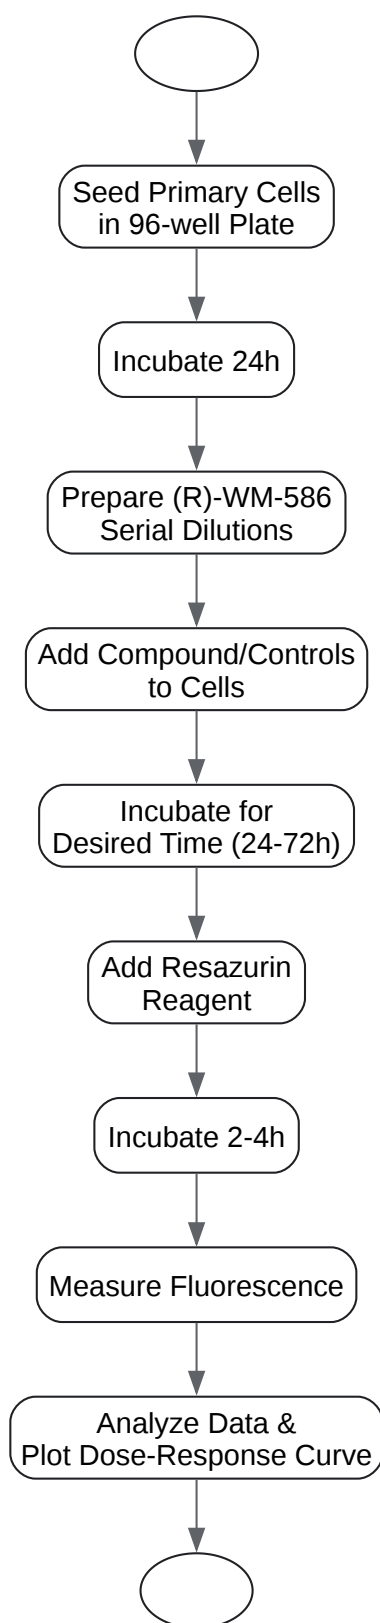 Seed Primary Cells
in 96-well Plate
Incubate 24h
Prepare (R)-WM-586
Serial Dilutions
Add Compound/Controls
to Cells
Incubate for
Desired Time (24-72h)
Add Resazurin
Reagent
Incubate 2-4h
Measure Fluorescence
Analyze Data &
Plot Dose-Response Curve